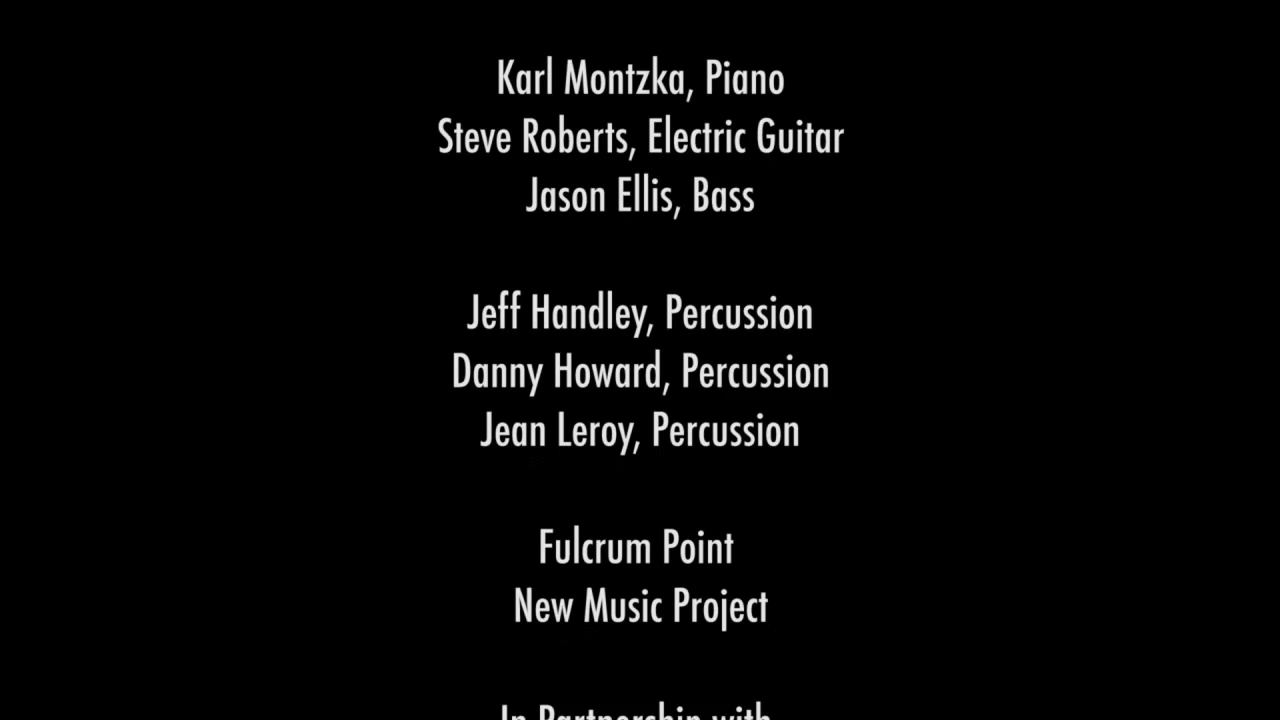 Karl Montzka, Piano
Steve Roberts, Electric Guitar
Jason Ellis, Bass
Jeff Handley, Percussion
Danny Howard, Percussion
Jean Leroy, Percussion
Fulcrum Point
New Music Project
In Partnership with